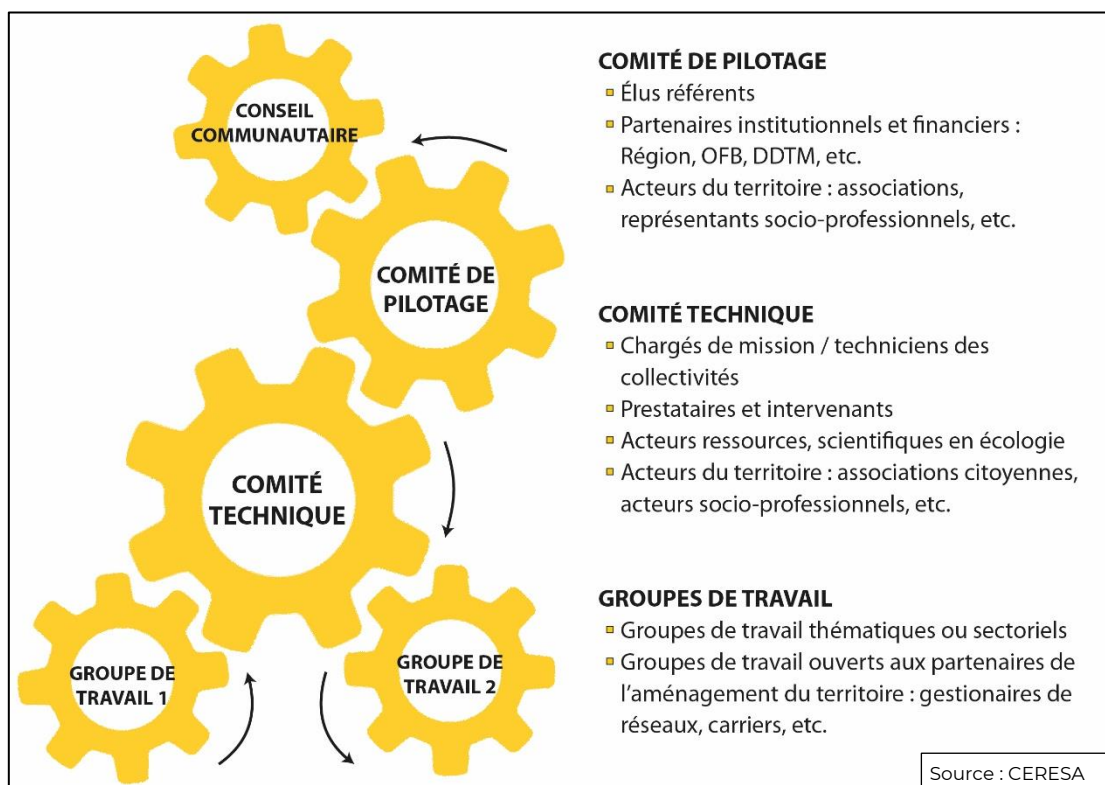 CONSEIL
COMMUNAUTAIRE
COMITÉ DE
PILOTAGE
COMITÉ
TECHNIQUE
GROUPE DE
TRAVAIL 1
GROUPE DE
TRAVAIL 2
COMITÉ DE PILOTAGE
Élus référents
Partenaires institutionnels et financiers :
Région, OFB, DDTM, etc.
Acteurs du territoire : associations,
représentants socio-professionnels, etc.
COMITÉ TECHNIQUE
Chargés de mission / techniciens des
collectivités
Prestataires et intervenants
Acteurs ressources, scientifiques en écologie
Acteurs du territoire : associations citoyennes,
acteurs socio-professionnels, etc.
GROUPES DE TRAVAIL
Groupes de travail thématiques ou sectoriels
Groupes de travail ouverts aux partenaires de
l'aménagement du territoire : gestionaires de
réseaux, carriers, etc.
Source : CERESA